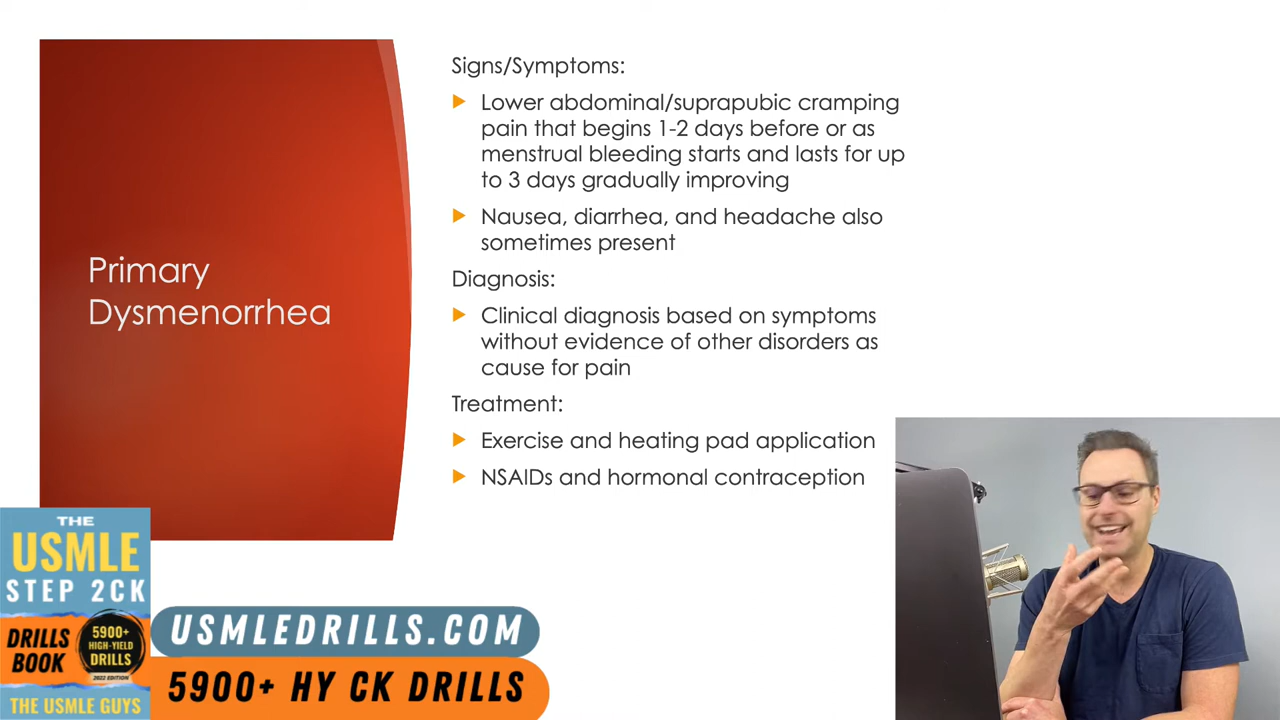 Primary
Dysmenorrhea
Signs/Symptoms:
Lower abdominal/suprapubic cramping
pain that begins 1-2 days before or as
menstrual bleeding starts and lasts for up
to 3 days gradually improving
Nausea, diarrhea, and headache also
sometimes present
Diagnosis:
Clinical diagnosis based on symptoms
without evidence of other disorders as
cause for pain
Treatment:
Exercise and heating pad application
NSAIDs and hormonal contraception
THE
USMLE
STEP 2CK
DRILLS
BOOK
5900+
HIGH-YIELD
DRILLS
2022 EDITION
THE USMLE GUYS
USMLEDRILLS.COM
5900+ HY CK DRILLS